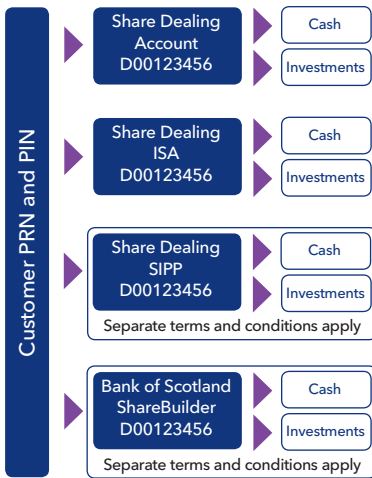 Customer PRN and PIN
Share Dealing
Account
D00123456
Cash
Investments
Share Dealing
ISA
D00123456
Cash
Investments
Share Dealing
SIPP
D00123456
Cash
Investments
Separate terms and conditions apply
Bank of Scotland
ShareBuilder
D00123456
Cash
Investments
Separate terms and conditions apply